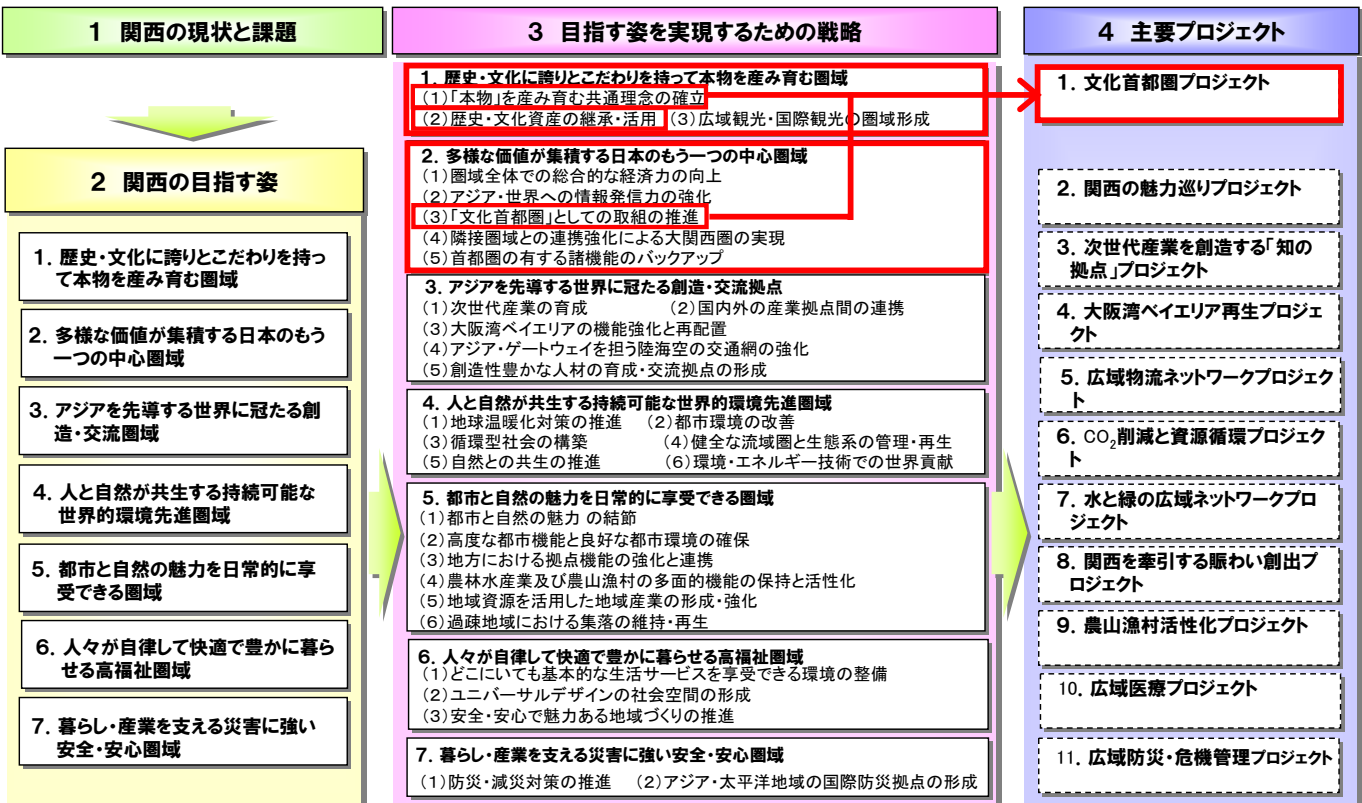 1 関西の現状と課題
2 関西の目指す姿
1.歴史・文化に誇りとこだわりを持っ
て本物を産み育む圏域
2.多様な価値が集積する日本のもう
一つの中心圏域
3.アジアを先導する世界に冠たる創
造・交流圏域
4.人と自然が共生する持続可能な
世界的環境先進圏域
5.都市と自然の魅力を日常的に享
受できる圏域
6.人々が自律して快適で豊かに暮ら
せる高福祉圏域
7.暮らし・産業を支える災害に強い
安全・安心圏域
3 目指す姿を実現するための戦略
1.歴史・文化に誇りとこだわりを持って本物を産み育む圏域
(1)「本物」を産み育む共通理念の確立
(2)歴史・文化資産の継承・活用 (3)広域観光・国際観光の圏域形成
2.多様な価値が集積する日本のもう一つの中心圏域
(1)圏域全体での総合的な経済力の向上
(2)アジア・世界への情報発信力の強化
(3)「文化首都圏」としての取組の推進
(4)隣接圏域との連携強化による大関西圏の実現
(5)首都圏の有する諸機能のバックアップ
3.アジアを先導する世界に冠たる創造・交流拠点
(1)次世代産業の育成 (2)国内外の産業拠点間の連携
(3)大阪湾ベイエリアの機能強化と再配置
(4)アジア・ゲートウェイを担う陸海空の交通網の強化
(5)創造性豊かな人材の育成・交流拠点の形成
4.人と自然が共生する持続可能な世界的環境先進圏域
(1)地球温暖化対策の推進 (2)都市環境の改善
(3)循環型社会の構築 (4)健全な流域圏と生態系の管理・再生
(5)自然との共生の推進 (6)環境・エネルギー技術での世界貢献
5.都市と自然の魅力を日常的に享受できる圏域
(1)都市と自然の魅力 の結節
(2)高度な都市機能と良好な都市環境の確保
(3)地方における拠点機能の強化と連携
(4)農林水産業及び農山漁村の多面的機能の保持と活性化
(5)地域資源を活用した地域産業の形成・強化
(6)過疎地域における集落の維持・再生
6.人々が自律して快適で豊かに暮らせる高福祉圏域
(1)どこにいても基本的な生活サービスを享受できる環境の整備
(2)ユニバーサルデザインの社会空間の形成
(3)安全・安心で魅力ある地域づくりの推進
7.暮らし・産業を支える災害に強い安全・安心圏域
(1)防災・減災対策の推進 (2)アジア・太平洋地域の国際防災拠点の形成
4 主要プロジェクト
1.文化首都圏プロジェクト
2.関西の魅力巡りプロジェクト
3.次世代産業を創造する「知の
拠点」プロジェクト
4.大阪湾ベイエリア再生プロジェ
クト
5.広域物流ネットワークプロジェク
ト
6.CO2削減と資源循環プロジェク
ト
7.水と緑の広域ネットワークプロ
ジェクト
8.関西を牽引する賑わい創出プ
ロジェクト
9.農山漁村活性化プロジェクト
10.広域医療プロジェクト
11.広域防災・危機管理プロジェクト